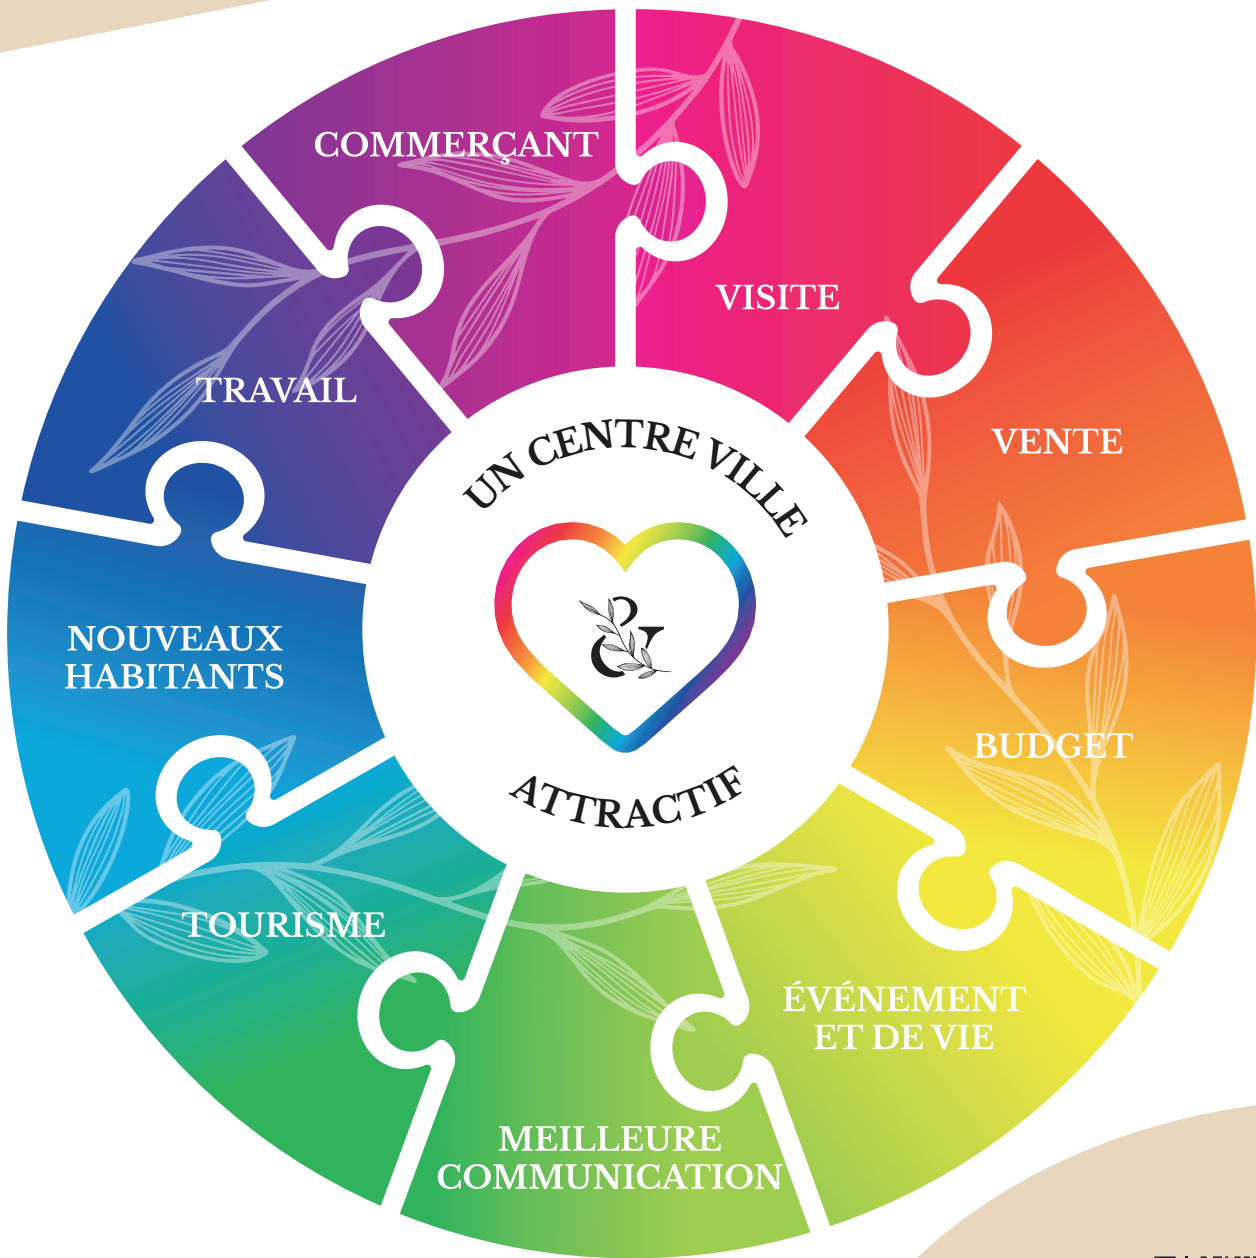 COMMERÇANT
VISITE
TRAVAIL
VENTE
UN CENTRE VILLE
&
ATTRACTIF
NOUVEAUX
HABITANTS
BUDGET
TOURISME
ÉVÉNEMENT
ET DE VIE
MEILLEURE
COMMUNICATION